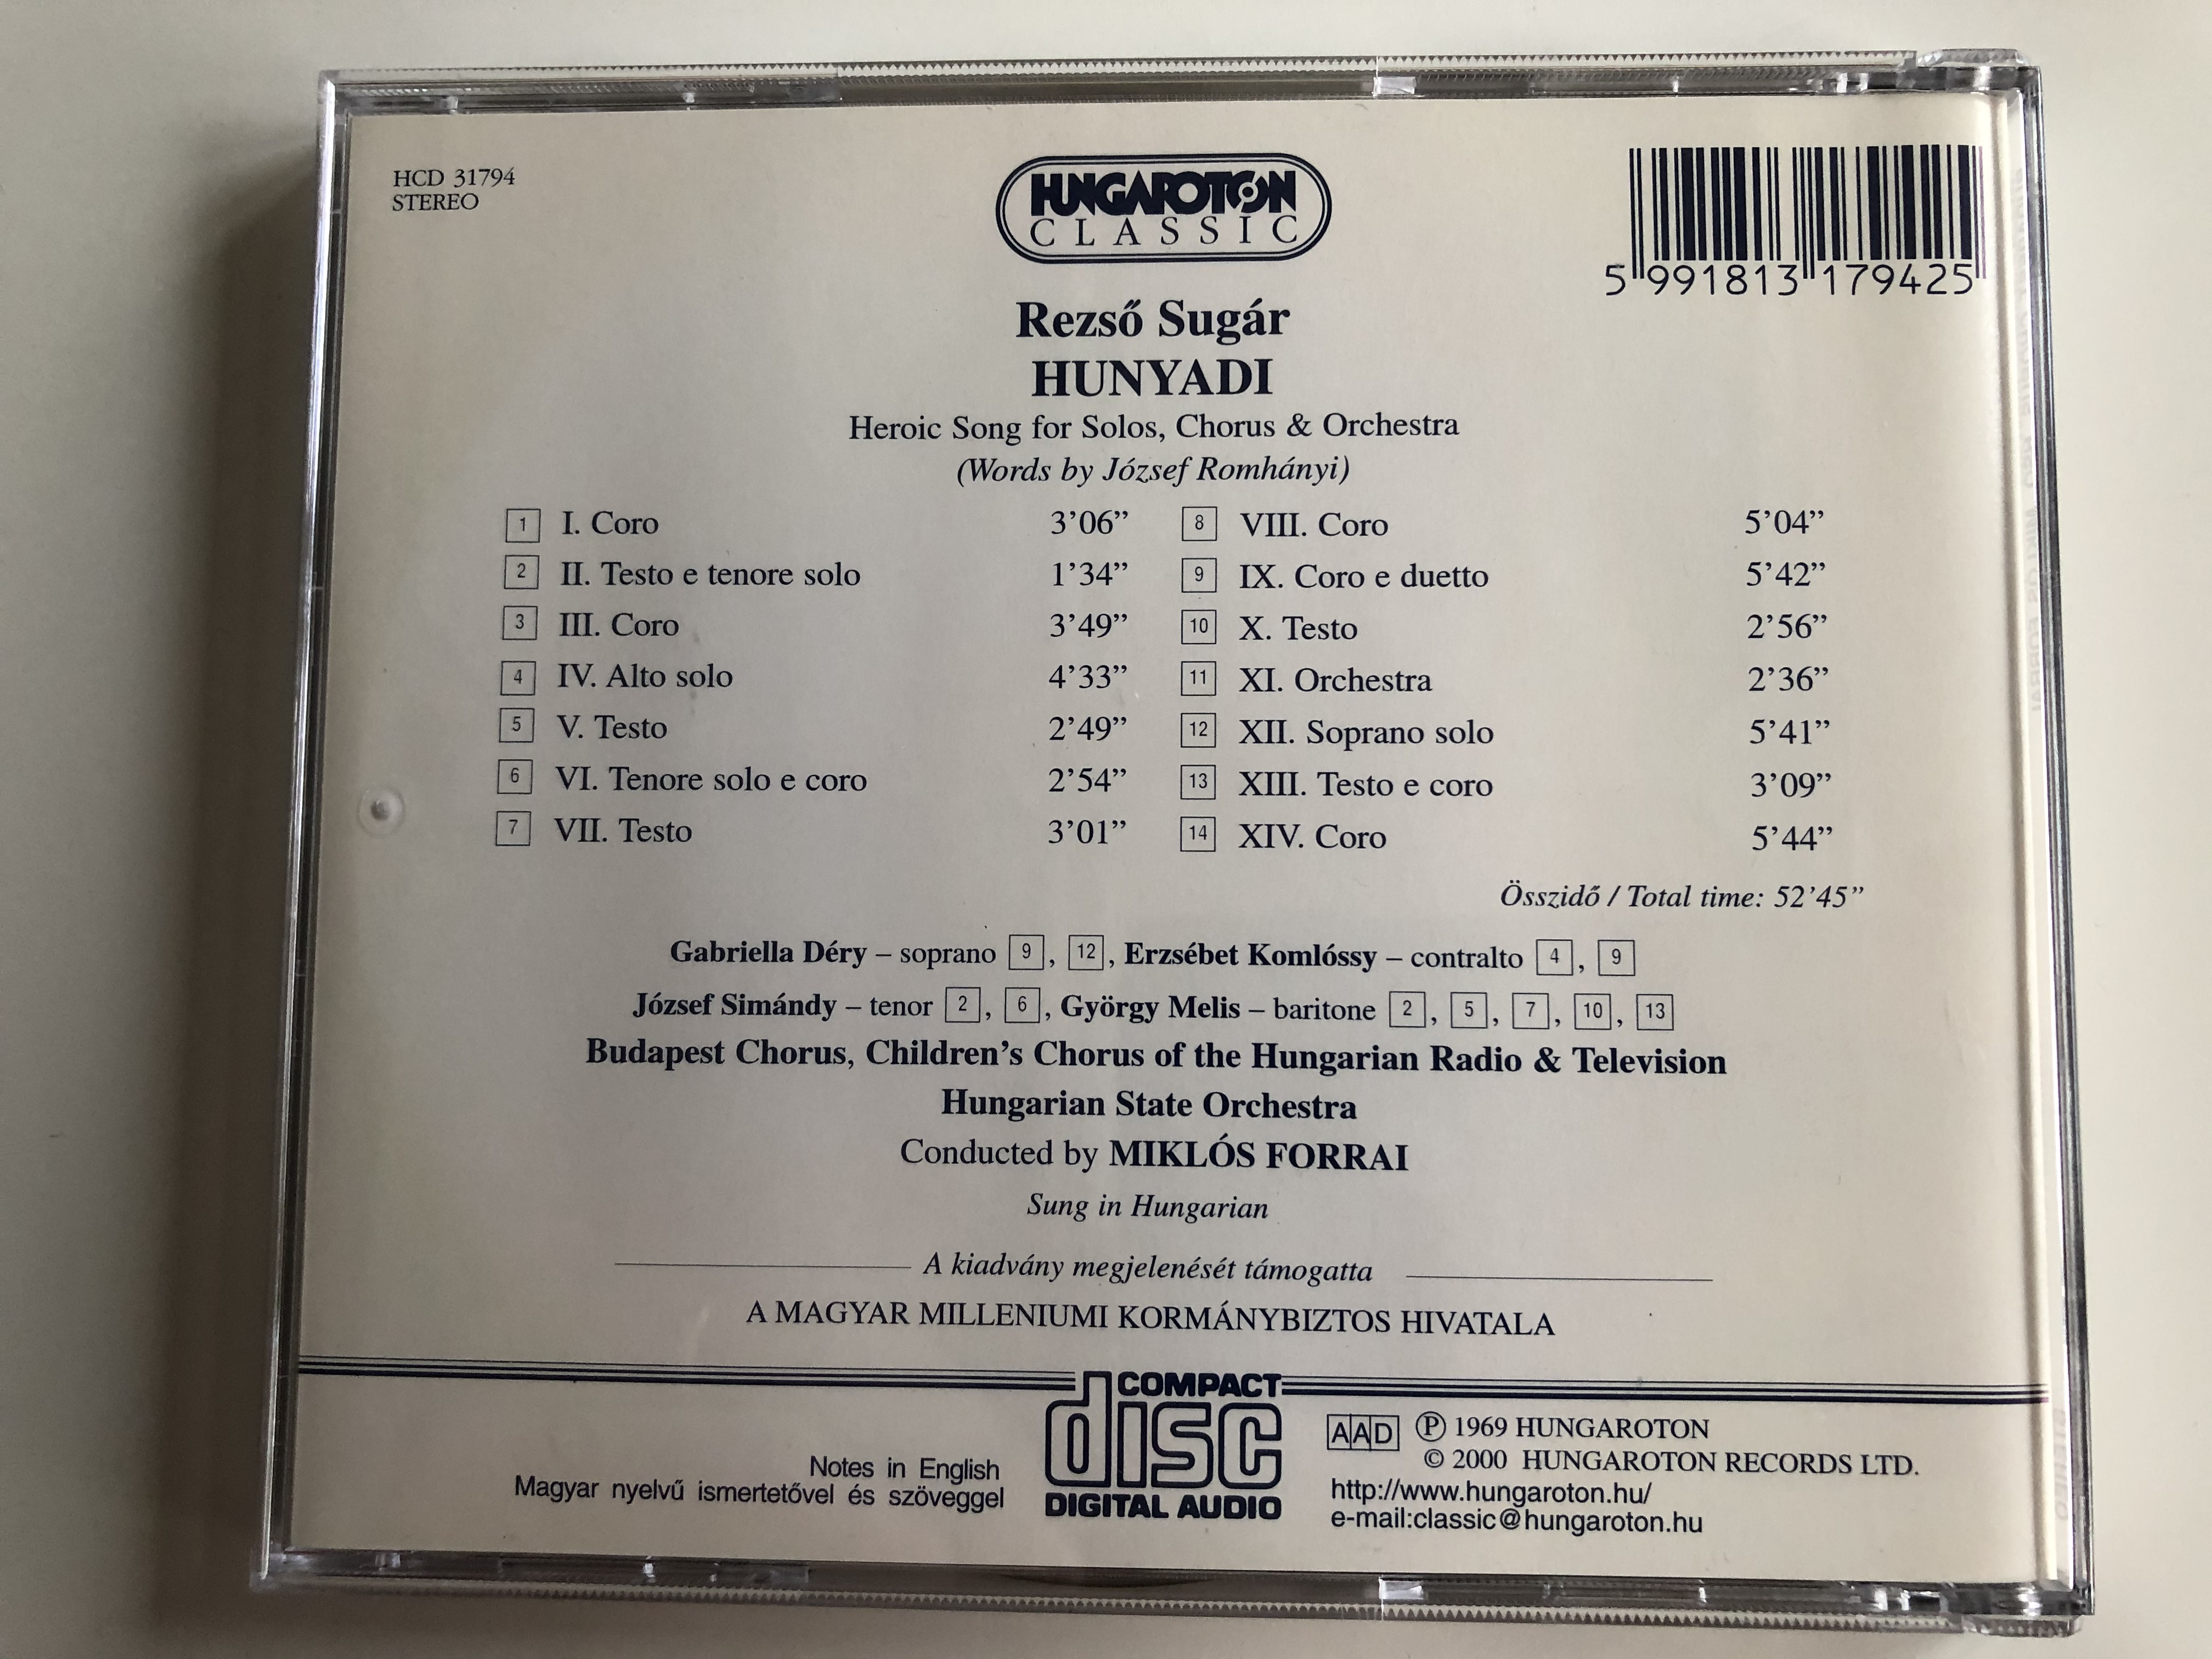 HCD 31794
STEREO
HUNGAROTON
CLASSIC
5 991813 179425
Rezső Sugár
HUNYADI
Heroic Song for Solos, Chorus & Orchestra
(Words by József Romhányi)
1 I. Coro 3’06”
2 II. Testo e tenore solo 1’34”
3 III. Coro 3’49”
4 IV. Alto solo 4’33”
5 V. Testo 2’49”
6 VI. Tenore solo e coro 2’54”
7 VII. Testo 3’01”
8 VIII. Coro 5’04”
9 IX. Coro e duetto 5’42”
10 X. Testo 2’56”
11 XI. Orchestra 2’36”
12 XII. Soprano solo 5’41”
13 XIII. Testo e coro 3’09”
14 XIV. Coro 5’44”
Összidő / Total time: 52’45”
Gabriella Déry – soprano 9, 12, Erzsébet Komlóssy – contralto 4, 9
József Simándy – tenor 2, 6, György Melis – baritone 2, 5, 7, 10, 13
Budapest Chorus, Children’s Chorus of the Hungarian Radio & Television
Hungarian State Orchestra
Conducted by MIKLÓS FORRAI
Sung in Hungarian
A kiadvány megjelenését támogatta
A MAGYAR MILLENIUMI KORMÁNYBIZTOS HIVATALA
Notes in English
Magyar nyelvű ismertetővel és szöveggel
COMPACT
disc
DIGITAL AUDIO
AAD ℗ 1969 HUNGAROTON
© 2000 HUNGAROTON RECORDS LTD.
http://www.hungaroton.hu/
e-mail:classic@hungaroton.hu